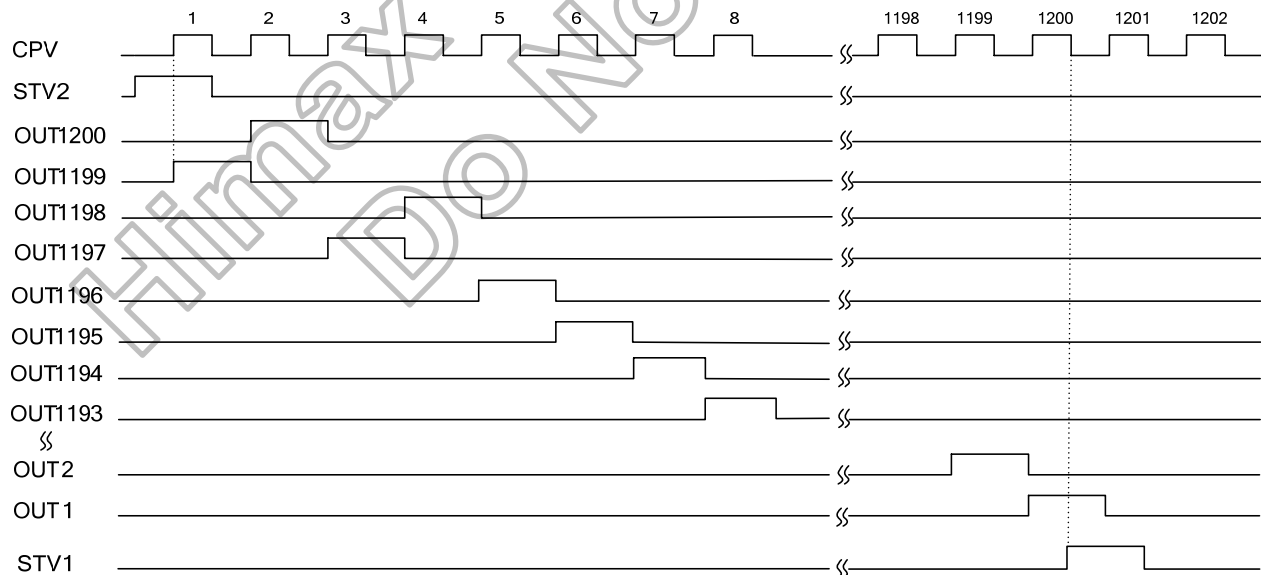 1 2 3 4 5 6 7 8 1198 1199 1200 1201 1202
CPV
STV2
OUT1200
OUT1199
OUT1198
OUT1197
OUT1196
OUT1195
OUT1194
OUT1193
OUT2
OUT1
STV1
Himax
Do No